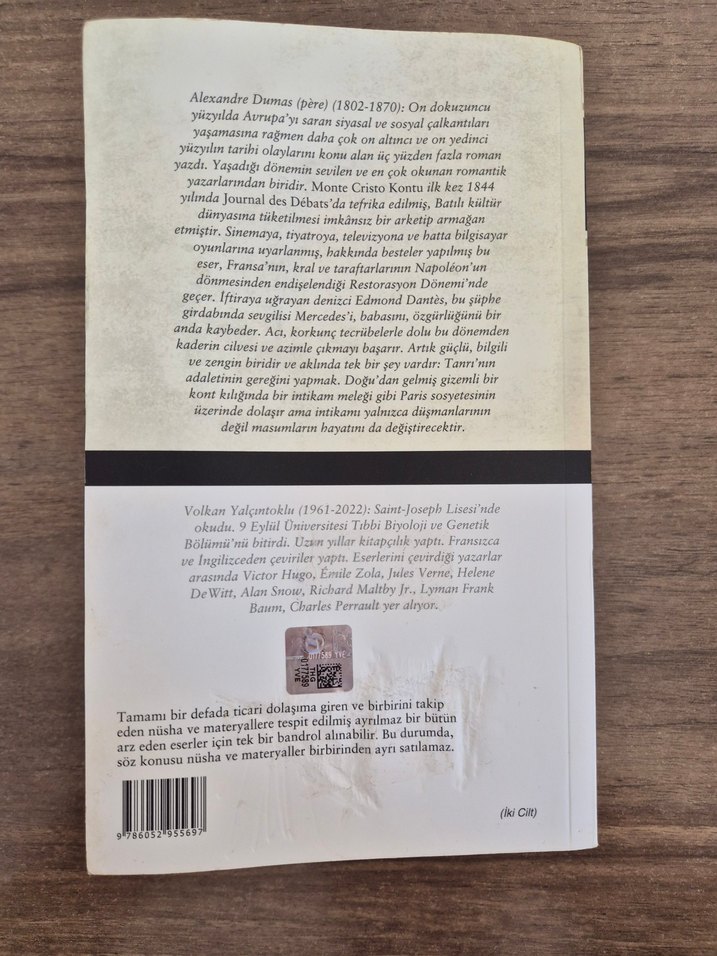 Alexandre Dumas (père) (1802-1870): On dokuzuncu
yüzyılda Avrupa'yı saran siyasal ve sosyal çalkantıları
yaşamasına rağmen daha çok on altıncı ve on yedinci
yüzyılın tarihi olaylarını konu alan üç yüzden fazla roman
yazdı. Yaşadığı dönemin sevilen ve en çok okunan romantik
yazarlarından biridir. Monte Cristo Kontu ilk kez 1844
yılında Journal des Débats'da tefrika edilmiş, Batılı kültür
dünyasına tüketilmesi imkânsız bir arketip armağan
etmiştir. Sinemaya, tiyatroya, televizyona ve hatta bilgisayar
oyunlarına uyarlanmış, hakkında besteler yapılmış bu
eser, Fransa'nın, kral ve taraftarlarının Napoléon'un
dönmesinden endişelendiği Restorasyon Dönemi'nde
geçer. İftiraya uğrayan denizci Edmond Dantès, bu şüphe
girdabında sevgilisi Mercedes'i, babasını, özgürlüğünü bir
anda kaybeder. Acı, korkunç tecrübelerle dolu bu dönemden
kaderin cilvesi ve azimle çıkmayı başarır. Artık güçlü, bilgili
ve zengin biridir ve aklında tek bir şey vardır: Tanrı'nın
adaletinin gereğini yapmak. Doğu'dan gelmiş gizemli bir
kont kılığında bir intikam meleği gibi Paris sosyetesinin
üzerinde dolaşır ama intikamı yalnızca düşmanlarının
değil masumların hayatını da değiştirecektir.
Volkan Yalçıntoklu (1961-2022): Saint-Joseph Lisesi'nde
okudu. 9 Eylül Üniversitesi Tıbbi Biyoloji ve Genetik
Bölümü'nü bitirdi. Uzun yıllar kitapçılık yaptı. Fransızca
ve İngilizceden çeviriler yaptı. Eserlerini çevirdiği yazarlar
arasında Victor Hugo, Émile Zola, Jules Verne, Helene
DeWitt, Alan Snow, Richard Maltby Jr., Lyman Frank
Baum, Charles Perrault yer alıyor.
0177589 YVE
THG
0177589
YVE
Tamamı bir defada ticari dolaşıma giren ve birbirini takip
eden nüsha ve materyallere tespit edilmiş ayrılmaz bir bütün
arz eden eserler için tek bir bandrol alınabilir. Bu durumda,
söz konusu nüsha ve materyaller birbirinden ayrı satılamaz.
9 786052 955697
(İki Cilt)